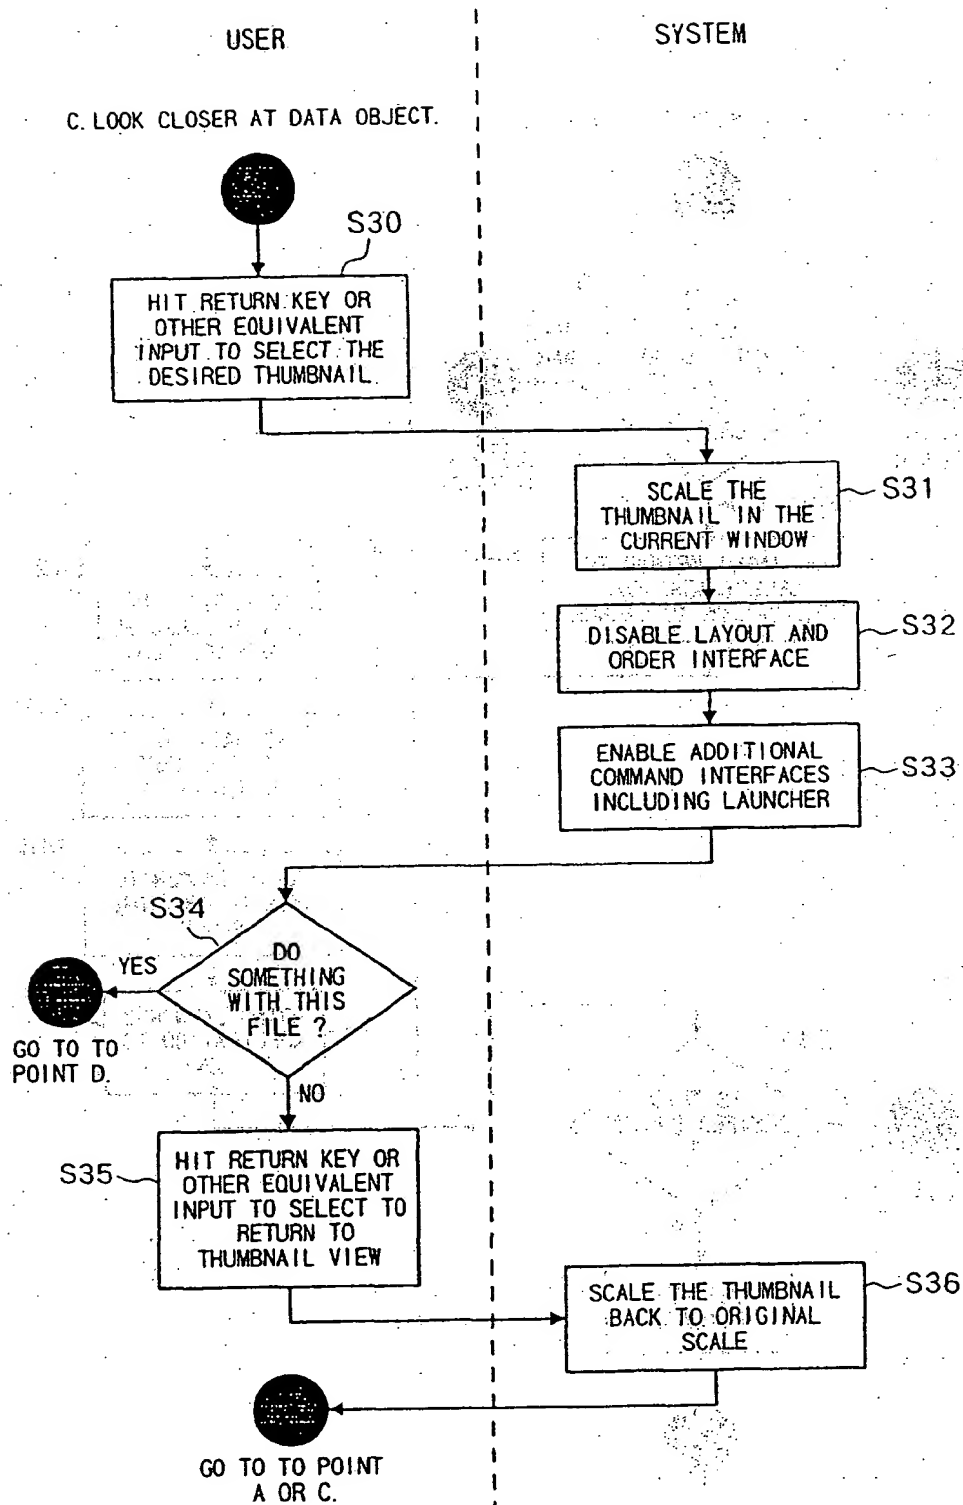 USER
SYSTEM
C. LOOK CLOSER AT DATA OBJECT.
S30
HIT RETURN KEY OR
OTHER EQUIVALENT
INPUT TO SELECT THE
DESIRED THUMBNAIL.
SCALE THE
THUMBNAIL IN THE
CURRENT WINDOW
S31
DISABLE LAYOUT AND
ORDER INTERFACE
S32
ENABLE ADDITIONAL
COMMAND INTERFACES
INCLUDING LAUNCHER
S33
S34
DO
SOMETHING
WITH THIS
FILE ?
YES
GO TO TO
POINT D.
NO
S35
HIT RETURN KEY OR
OTHER EQUIVALENT
INPUT TO SELECT TO
RETURN TO
THUMBNAIL VIEW
SCALE THE THUMBNAIL
BACK TO ORIGINAL
SCALE
S36
GO TO TO POINT
A OR C.